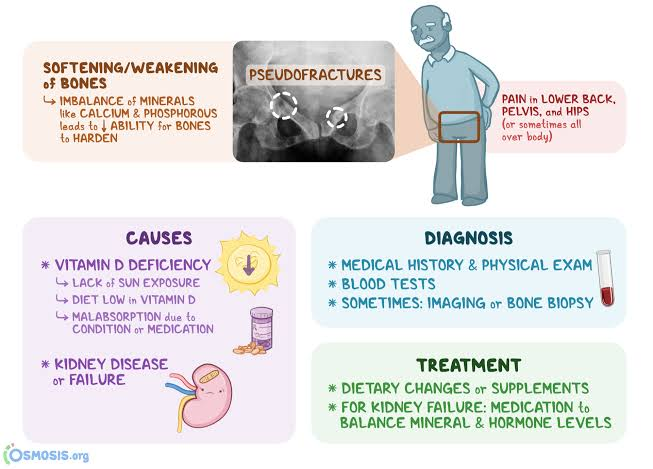 SOFTENING/WEAKENING
of BONES
↳ IMBALANCE of MINERALS
like CALCIUM & PHOSPHOROUS
leads to ↓ ABILITY for BONES
to HARDEN
PSEUDOFRACTURES
PAIN in LOWER BACK,
PELVIS, and HIPS
(or sometimes all
over body)
CAUSES
* VITAMIN D DEFICIENCY
↳ LACK of SUN EXPOSURE
↳ DIET LOW in VITAMIN D
↳ MALABSORPTION due to
CONDITION or MEDICATION
* KIDNEY DISEASE
or FAILURE
DIAGNOSIS
* MEDICAL HISTORY & PHYSICAL EXAM
* BLOOD TESTS
* SOMETIMES: IMAGING or BONE BIOPSY
TREATMENT
* DIETARY CHANGES or SUPPLEMENTS
* FOR KIDNEY FAILURE: MEDICATION to
BALANCE MINERAL & HORMONE LEVELS
OSMOSIS.org